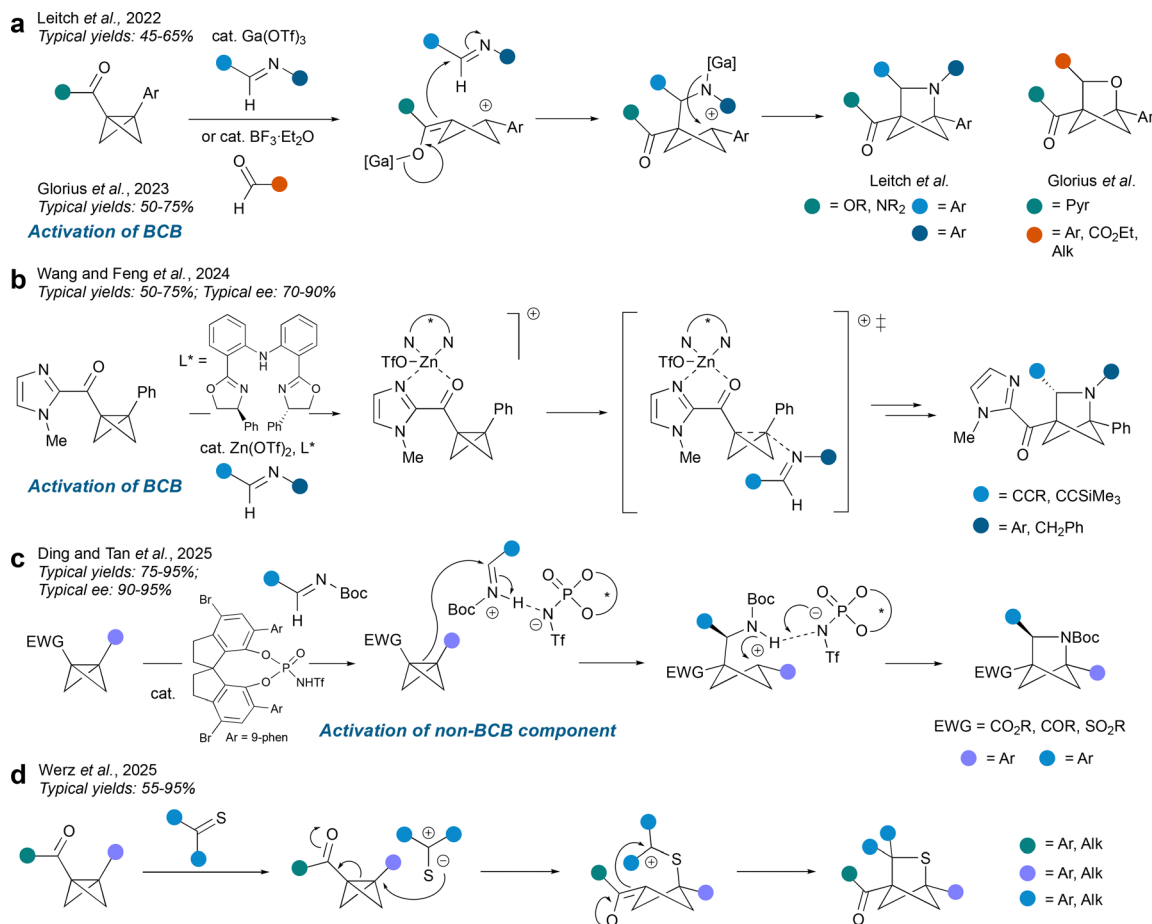 a
Leitch et al., 2022
Typical yields: 45-65%
cat. Ga(OTf)3
N
H
O
Ar
or cat. BF3·Et2O
O
H
Glorius et al., 2023
Typical yields: 50-75%
Activation of BCB
N
H
⊕
Ar
[Ga]
O
[Ga]
N
⊕
Ar
O
N
Ar
O
O
Ar
O
Leitch et al.
= OR, NR2
= Ar
= Ar
Glorius et al.
= Pyr
= Ar, CO2Et,
Alk
b
Wang and Feng et al., 2024
Typical yields: 50-75%; Typical ee: 70-90%
N
N
Me
O
Ph
L* =
H
N
O
N
N
O
Ph
Ph
cat. Zn(OTf)2, L*
N
H
Activation of BCB
*
N
N
TfO
Zn
⊕
N
O
N
Me
Ph
*
N
N
TfO
Zn
⊕ ‡
N
O
N
Me
Ph
N
H
N
N
Me
O
N
Ph
= CCR, CCSiMe3
= Ar, CH2Ph
c
Ding and Tan et al., 2025
Typical yields: 75-95%;
Typical ee: 90-95%
N
Boc
H
EWG
cat.
Br
Ar
O
P
O
O
NHTf
Ar
Br
Ar = 9-phen
Boc
N
⊕
H
O
P
O
O
*
N
⊖
Tf
EWG
Activation of non-BCB component
Boc
N
H
⊕
O
P
O
O
*
⊖
N
Tf
EWG
NBoc
EWG
EWG = CO2R, COR, SO2R
= Ar
= Ar
d
Werz et al., 2025
Typical yields: 55-95%
O
S
O
⊕
⊖
S
⊕
S
O
S
O
= Ar, Alk
= Ar, Alk
= Ar, Alk